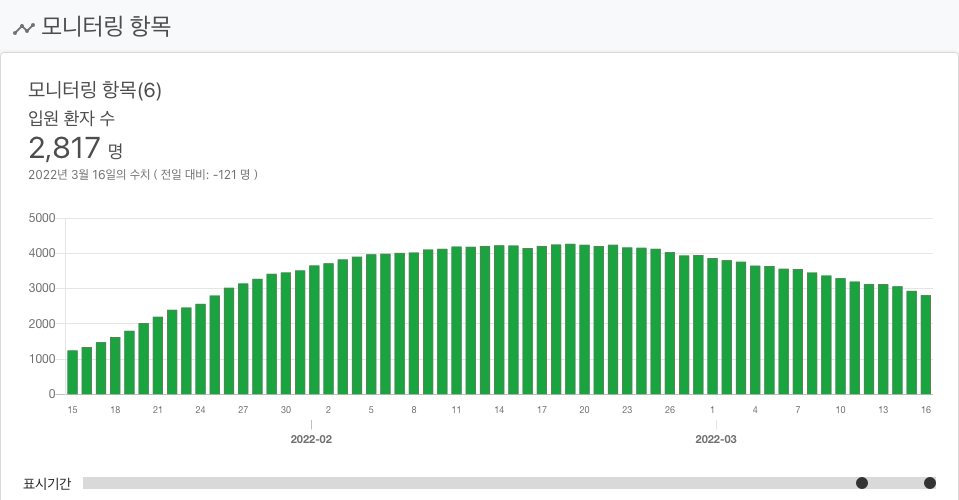 모니터링 항목
모니터링 항목(6)
입원 환자 수
2,817 명
2022년 3월 16일의 수치 ( 전일 대비: -121 명 )
5000
4000
3000
2000
1000
0
15 18 21 24 27 30 2 5 8 11 14 17 20 23 26 1 4 7 10 13 16
2022-02 2022-03
표시기간